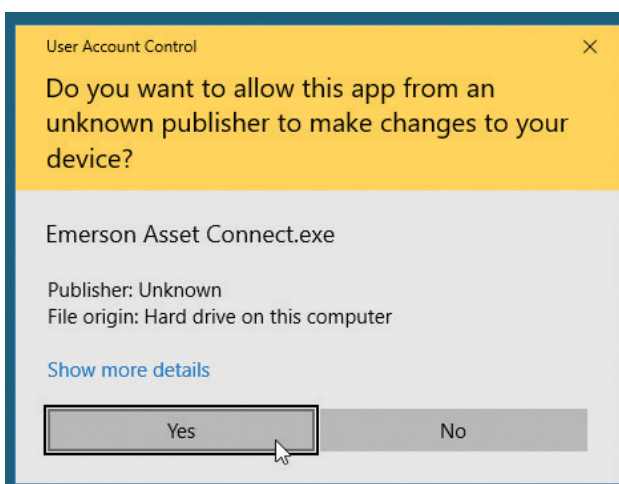 User Account Control
Do you want to allow this app from an
unknown publisher to make changes to your
device?
Emerson Asset Connect.exe
Publisher: Unknown
File origin: Hard drive on this computer
Show more details
Yes No